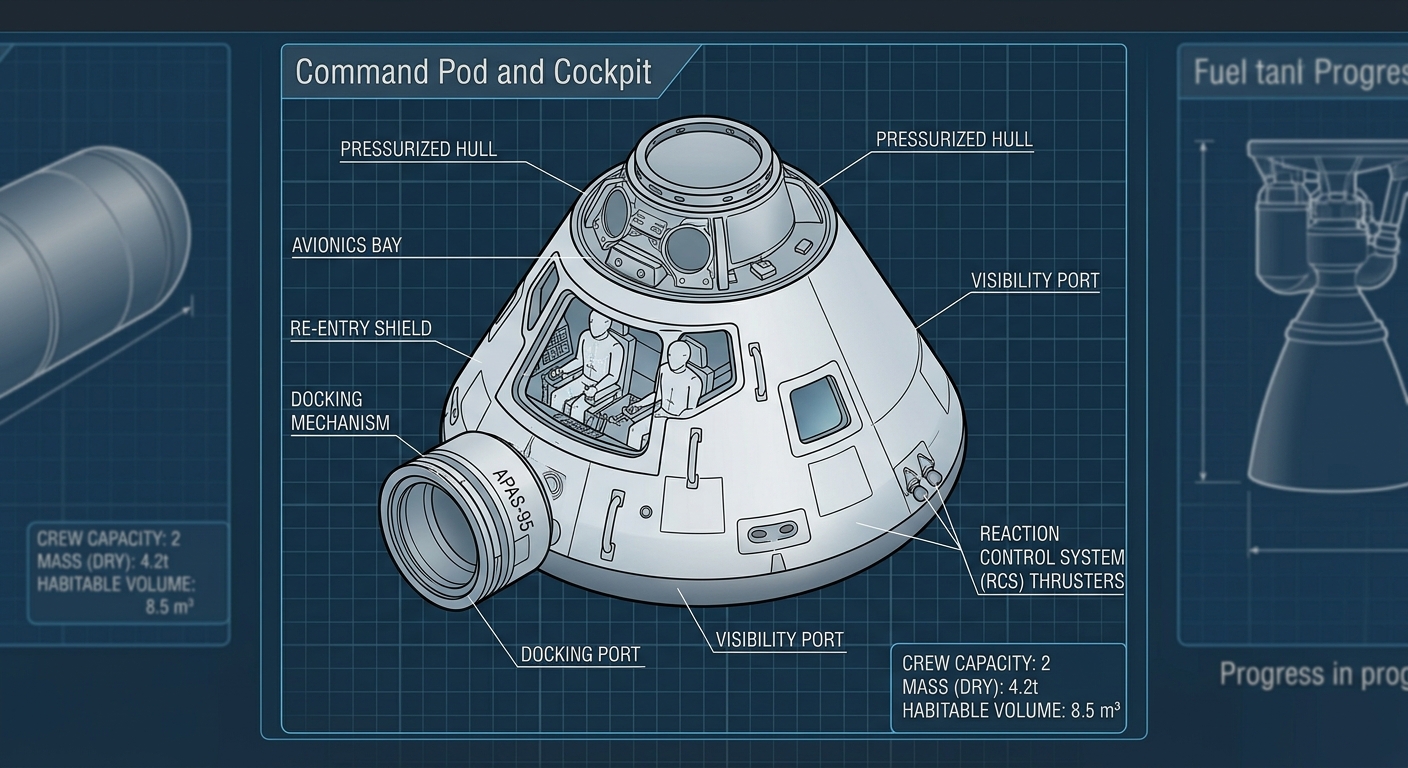 Command Pod and Cockpit
PRESSURIZED HULL
PRESSURIZED HULL
AVIONICS BAY
VISIBILITY PORT
RE-ENTRY SHIELD
DOCKING
MECHANISM
APAS-95
REACTION
CONTROL SYSTEM
(RCS) THRUSTERS
DOCKING PORT
VISIBILITY PORT
CREW CAPACITY: 2
MASS (DRY): 4.2t
HABITABLE VOLUME: 8.5 m³
CREW CAPACITY: 2
MASS (DRY): 4.2t
HABITABLE VOLUME:
8.5 m³
Fuel tanl Progres
Progress in prog